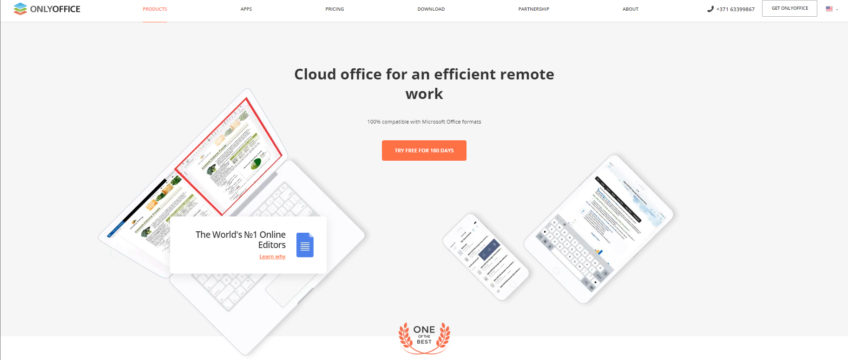 ONLYOFFICE
PRODUCTS
APPS
PRICING
DOWNLOAD
PARTNERSHIP
ABOUT
+371 63399867
GET ONLYOFFICE
Cloud office for an efficient remote
work
100% compatible with Microsoft Office formats
TRY FREE FOR 180 DAYS
The World's №1 Online
Editors
Learn why
ONE
OF THE
BEST